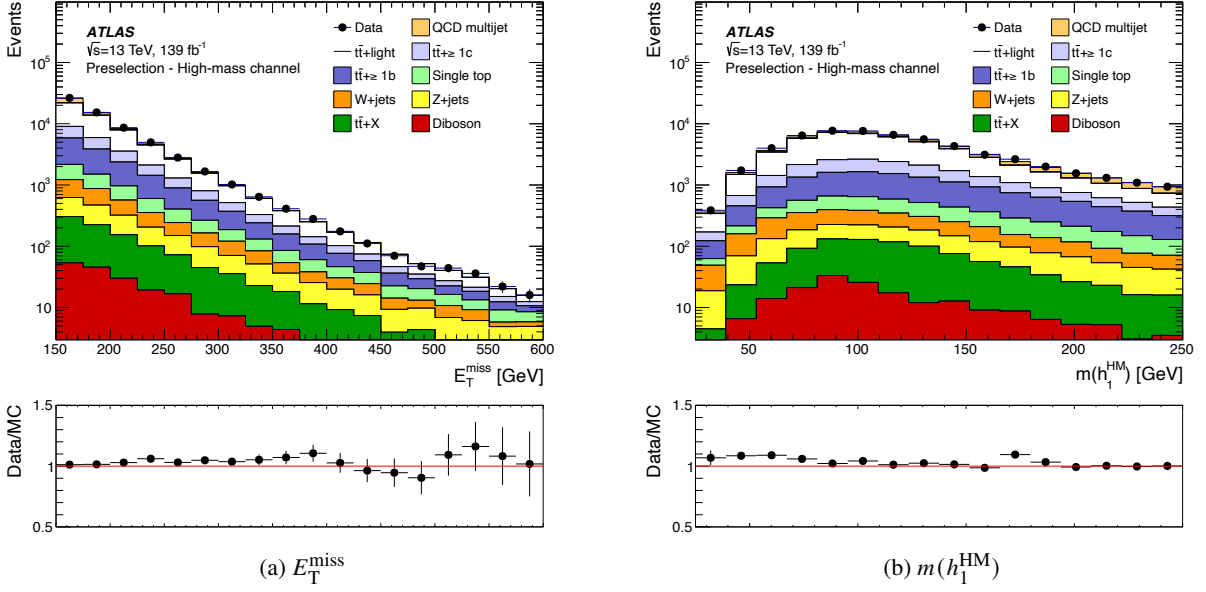 Events
10⁵
10⁴
10³
10²
10
ATLAS
√s=13 TeV, 139 fb⁻¹
Preselection - High-mass channel
Data
QCD multijet
tt̄+light
tt̄+≥ 1c
tt̄+≥ 1b
Single top
W+jets
Z+jets
tt̄+X
Diboson
150 200 250 300 350 400 450 500 550 600
E_T^miss [GeV]
Data/MC
1.5
1
0.5
(a) E_T^miss
Events
10⁵
10⁴
10³
10²
10
ATLAS
√s=13 TeV, 139 fb⁻¹
Preselection - High-mass channel
Data
QCD multijet
tt̄+light
tt̄+≥ 1c
tt̄+≥ 1b
Single top
W+jets
Z+jets
tt̄+X
Diboson
50 100 150 200 250
m(h_1^HM) [GeV]
Data/MC
1.5
1
0.5
(b) m(h_1^HM)